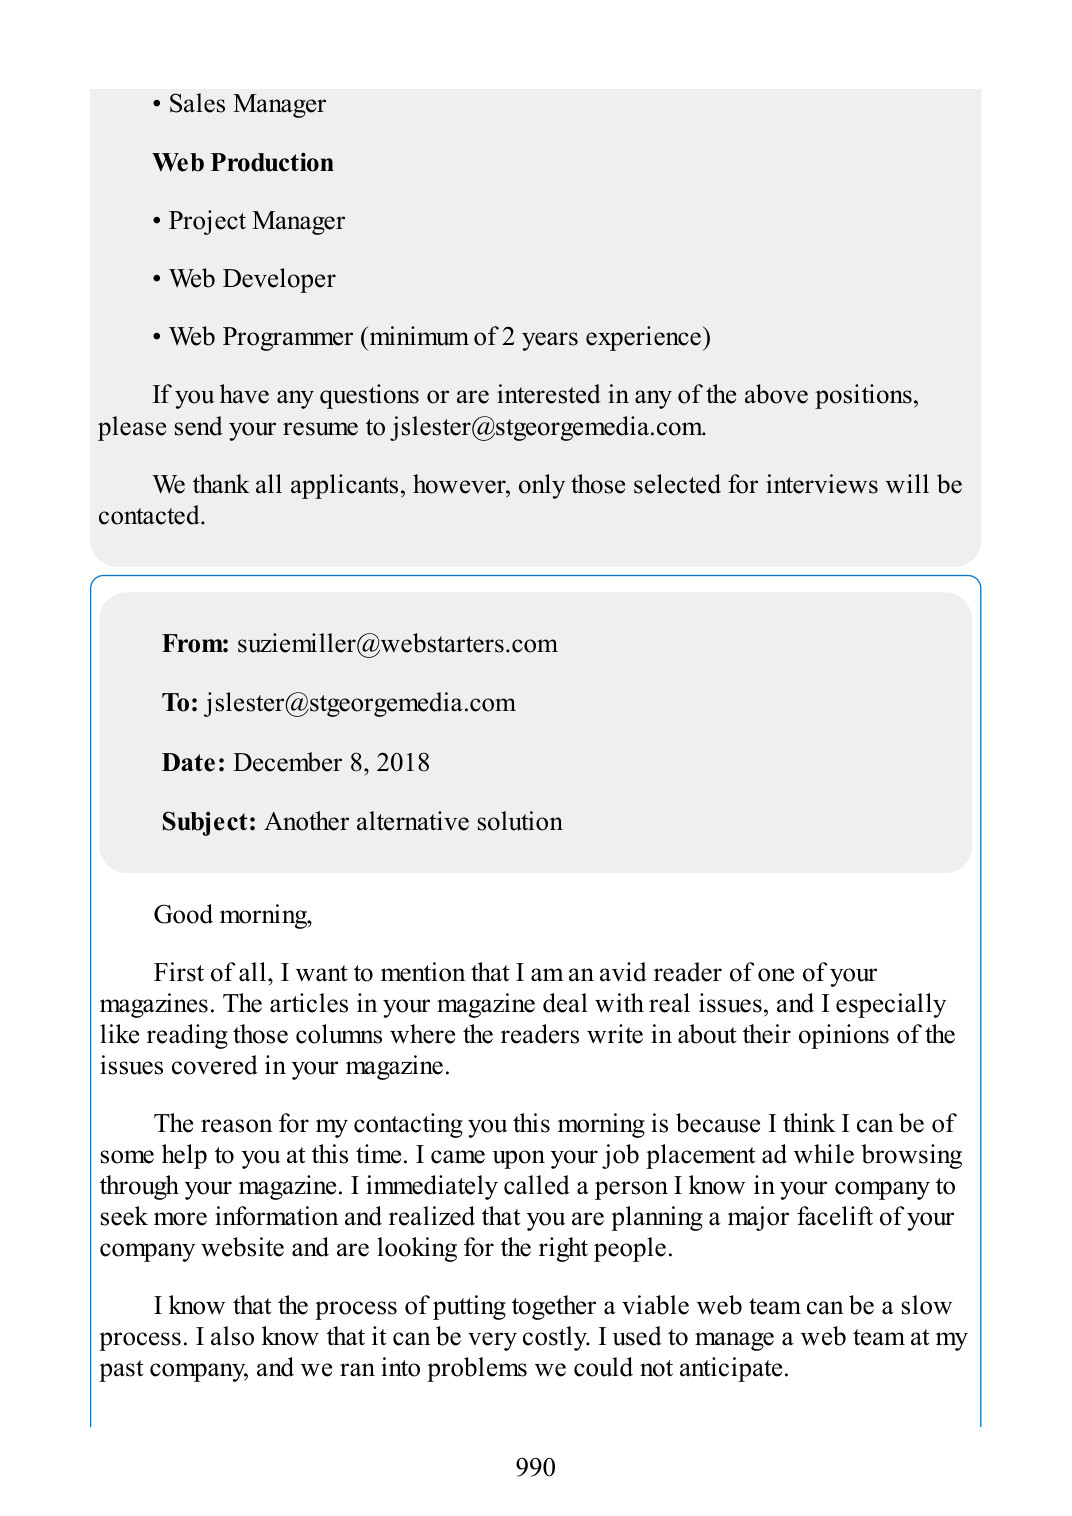 • Sales Manager
Web Production
• Project Manager
• Web Developer
• Web Programmer (minimum of 2 years experience)
If you have any questions or are interested in any of the above positions,
please send your resume to jslester@stgeorgemedia.com.
We thank all applicants, however, only those selected for interviews will be
contacted.
From: suziemiller@webstarters.com
To: jslester@stgeorgemedia.com
Date: December 8, 2018
Subject: Another alternative solution
Good morning,
First of all, I want to mention that I am an avid reader of one of your
magazines. The articles in your magazine deal with real issues, and I especially
like reading those columns where the readers write in about their opinions of the
issues covered in your magazine.
The reason for my contacting you this morning is because I think I can be of
some help to you at this time. I came upon your job placement ad while browsing
through your magazine. I immediately called a person I know in your company to
seek more information and realized that you are planning a major facelift of your
company website and are looking for the right people.
I know that the process of putting together a viable web team can be a slow
process. I also know that it can be very costly. I used to manage a web team at my
past company, and we ran into problems we could not anticipate.
990